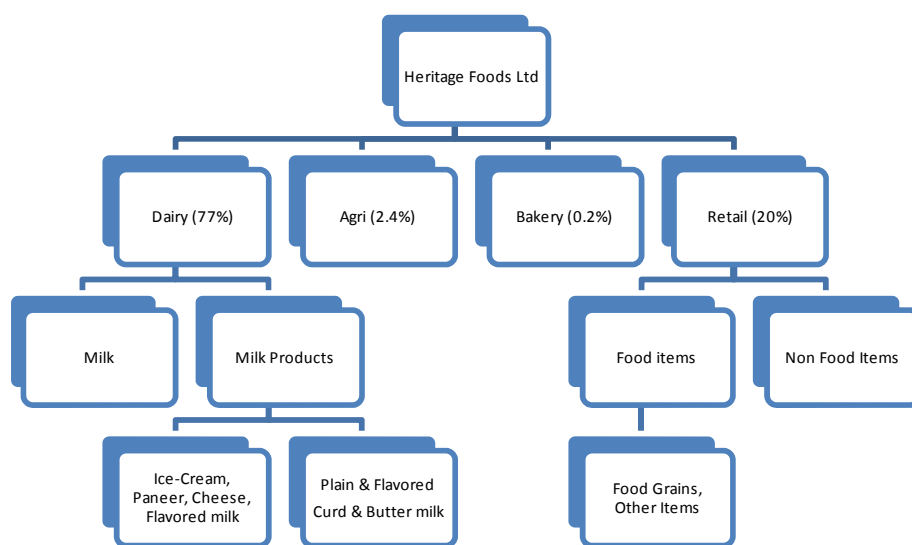 Heritage Foods Ltd
Dairy (77%)
Agri (2.4%)
Bakery (0.2%)
Retail (20%)
Milk
Milk Products
Food items
Non Food Items
Ice-Cream,
Paneer, Cheese,
Flavored milk
Plain & Flavored
Curd & Butter milk
Food Grains,
Other Items